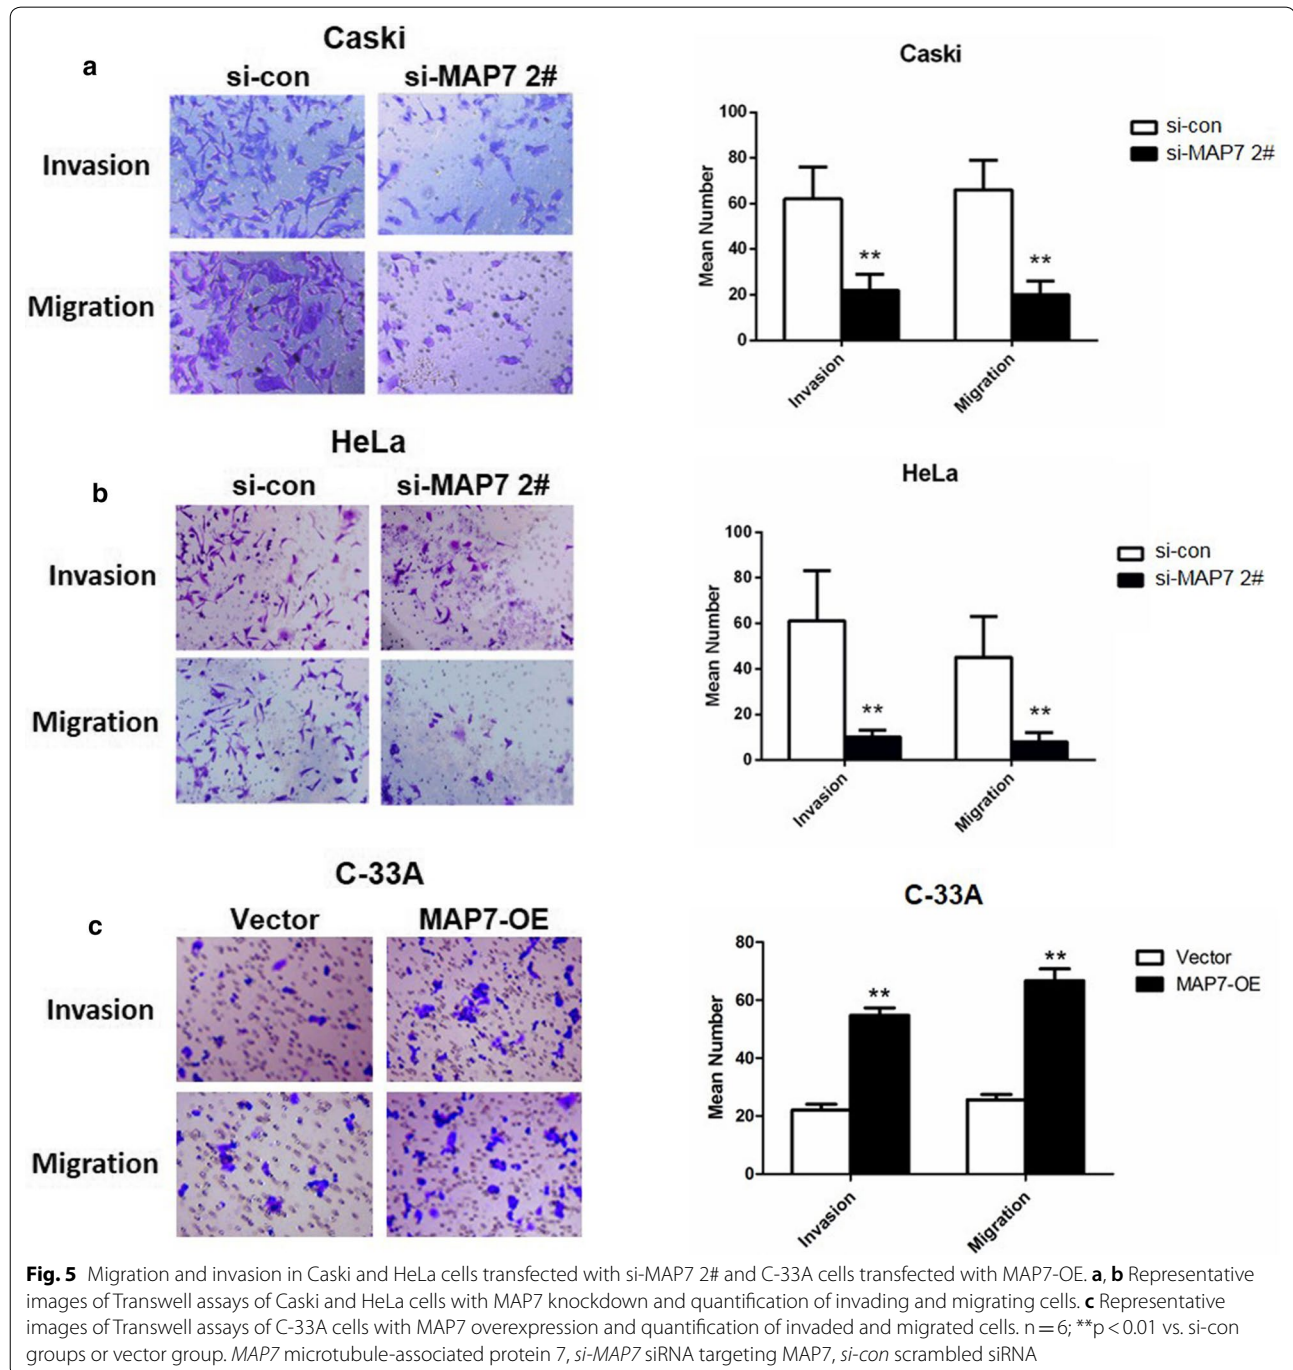 Caski
a
si-con si-MAP7 2#
Invasion
Migration
Caski
100
80
60
40
20
0
Mean Number
** **
Invasion Migration
si-con
si-MAP7 2#
HeLa
b
si-con si-MAP7 2#
Invasion
Migration
HeLa
100
80
60
40
20
0
Mean Number
** **
Invasion Migration
si-con
si-MAP7 2#
C-33A
c
Vector MAP7-OE
Invasion
Migration
C-33A
80
60
40
20
0
Mean Number
** **
Invasion Migration
Vector
MAP7-OE
Fig. 5 Migration and invasion in Caski and HeLa cells transfected with si-MAP7 2# and C-33A cells transfected with MAP7-OE. a, b Representative
images of Transwell assays of Caski and HeLa cells with MAP7 knockdown and quantification of invading and migrating cells. c Representative
images of Transwell assays of C-33A cells with MAP7 overexpression and quantification of invaded and migrated cells. n = 6; **p < 0.01 vs. si-con
groups or vector group. MAP7 microtubule-associated protein 7, si-MAP7 siRNA targeting MAP7, si-con scrambled siRNA